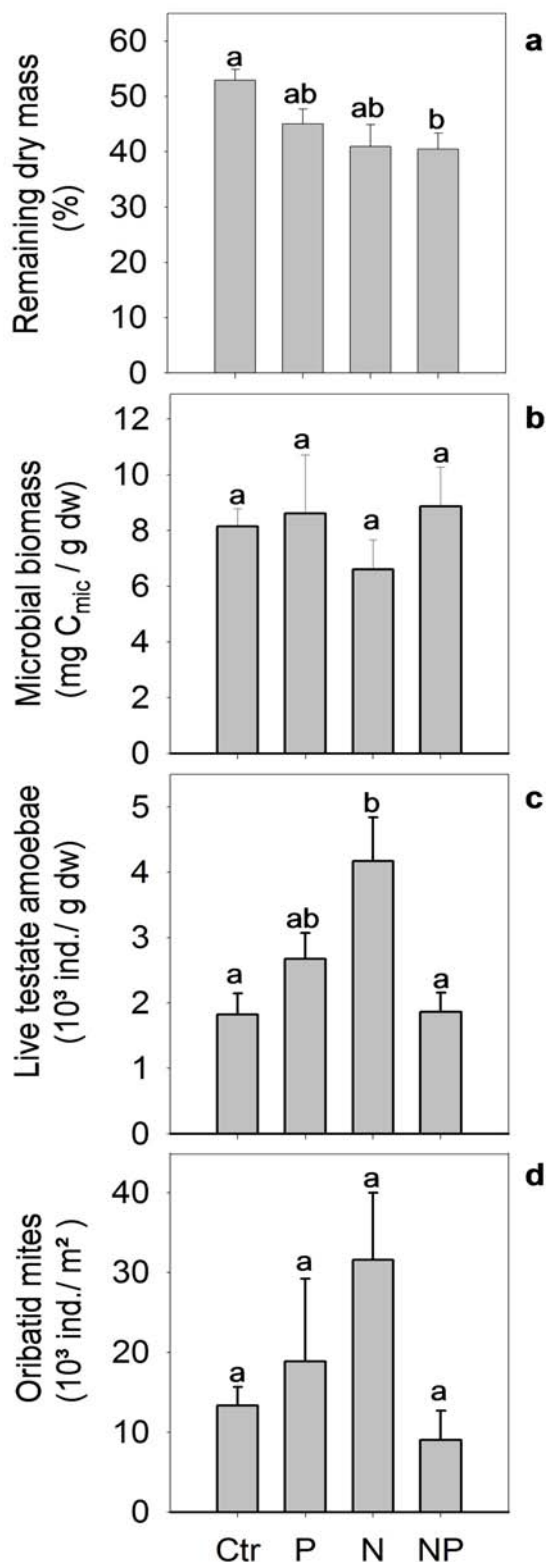 a
Remaining dry mass
(%)
60
50
40
30
20
10
0
a
ab
ab
b
b
Microbial biomass
(mg Cmic / g dw)
12
10
8
6
4
2
0
a
a
a
a
c
Live testate amoebae
(10³ ind./ g dw)
5
4
3
2
1
0
a
ab
b
a
d
Oribatid mites
(10³ ind./ m²)
40
30
20
10
0
a
a
a
a
Ctr P N NP